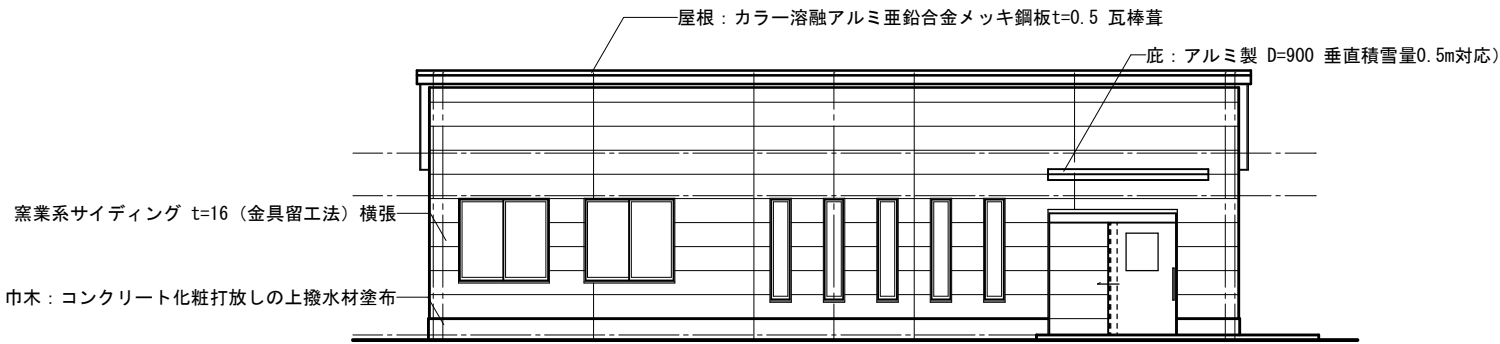 屋根：カラー溶融アルミ亜鉛合金メッキ鋼板t=0.5 瓦棒葺
庇：アルミ製 D=900 垂直積雪量0.5m対応）
窯業系サイディング t=16（金具留工法）横張
巾木：コンクリート化粧打放しの上撥水材塗布